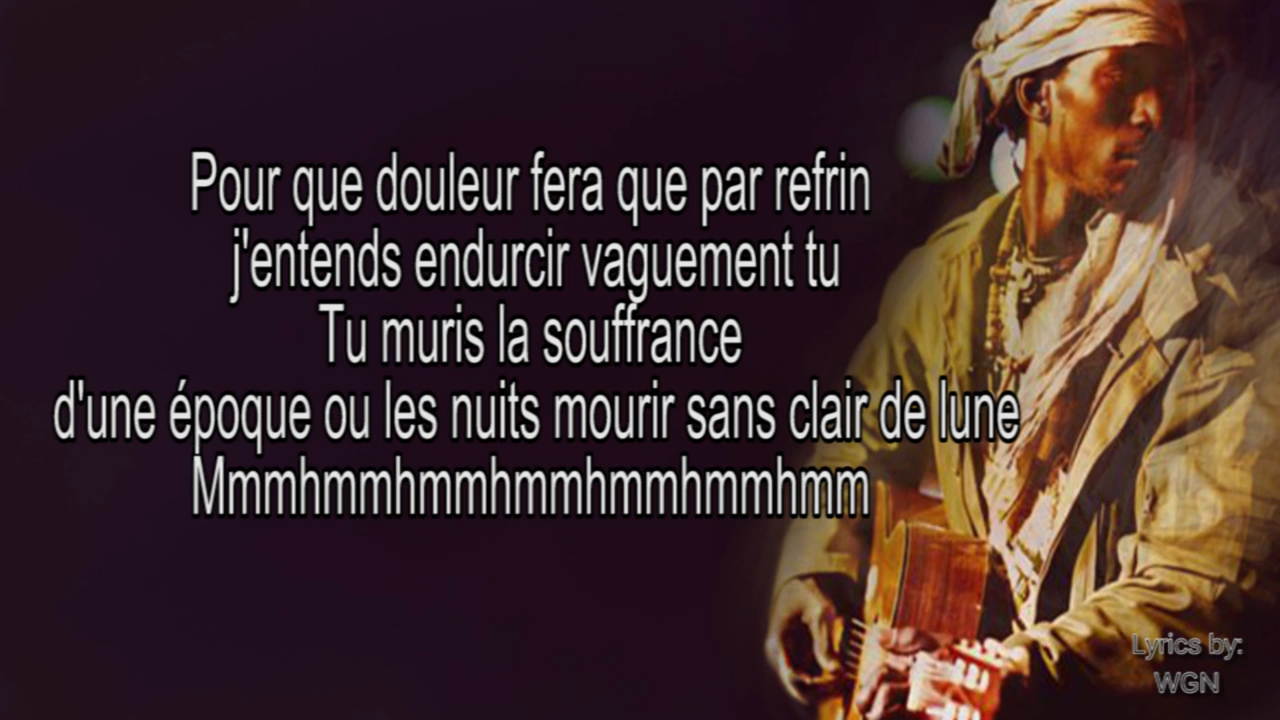 Pour que douleur fera que par refrin
j'entends endurcir vaguement tu
Tu muris la souffrance
d'une époque ou les nuits mourir sans clair de lune
Mmmhmmhmmhmmhmmhmmhmm
Lyrics by:
WGN